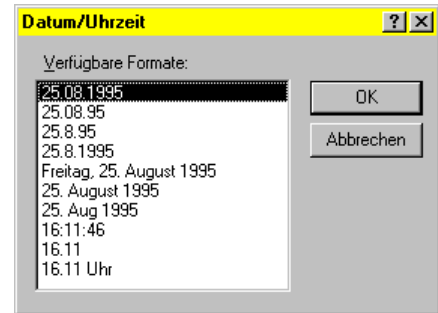 Datum/Uhrzeit
Verfügbare Formate:
25.08.1995
25.08.95
25.8.95
25.8.1995
Freitag, 25. August 1995
25. August 1995
25. Aug 1995
16:11:46
16.11
16.11 Uhr
OK
Abbrechen